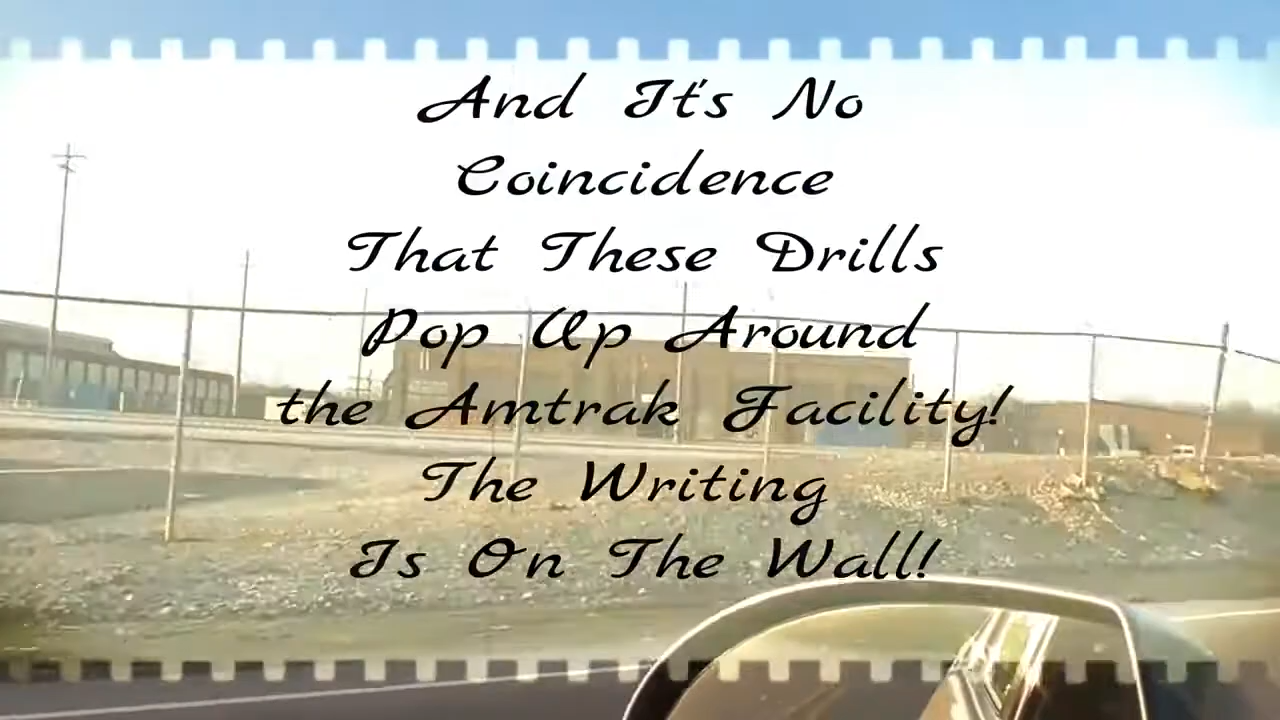 And It's No
Coincidence
That These Drills
Pop Up Around
the Amtrak Facility!
The Writing
Is On The Wall!